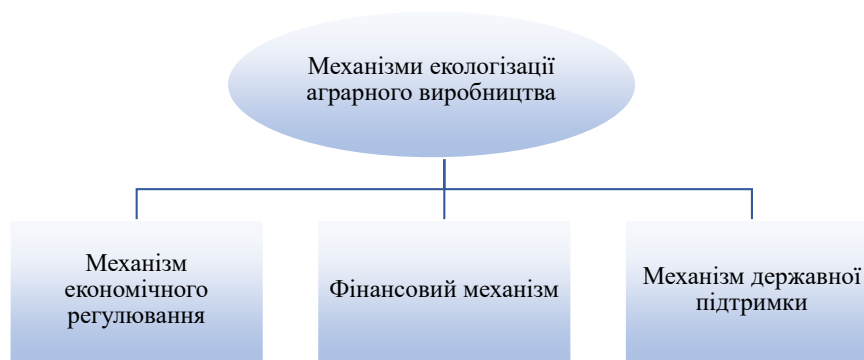 Механізми екологізації
аграрного виробництва
Механізм
економічного
регулювання
Фінансовий механізм
Механізм державної
підтримки